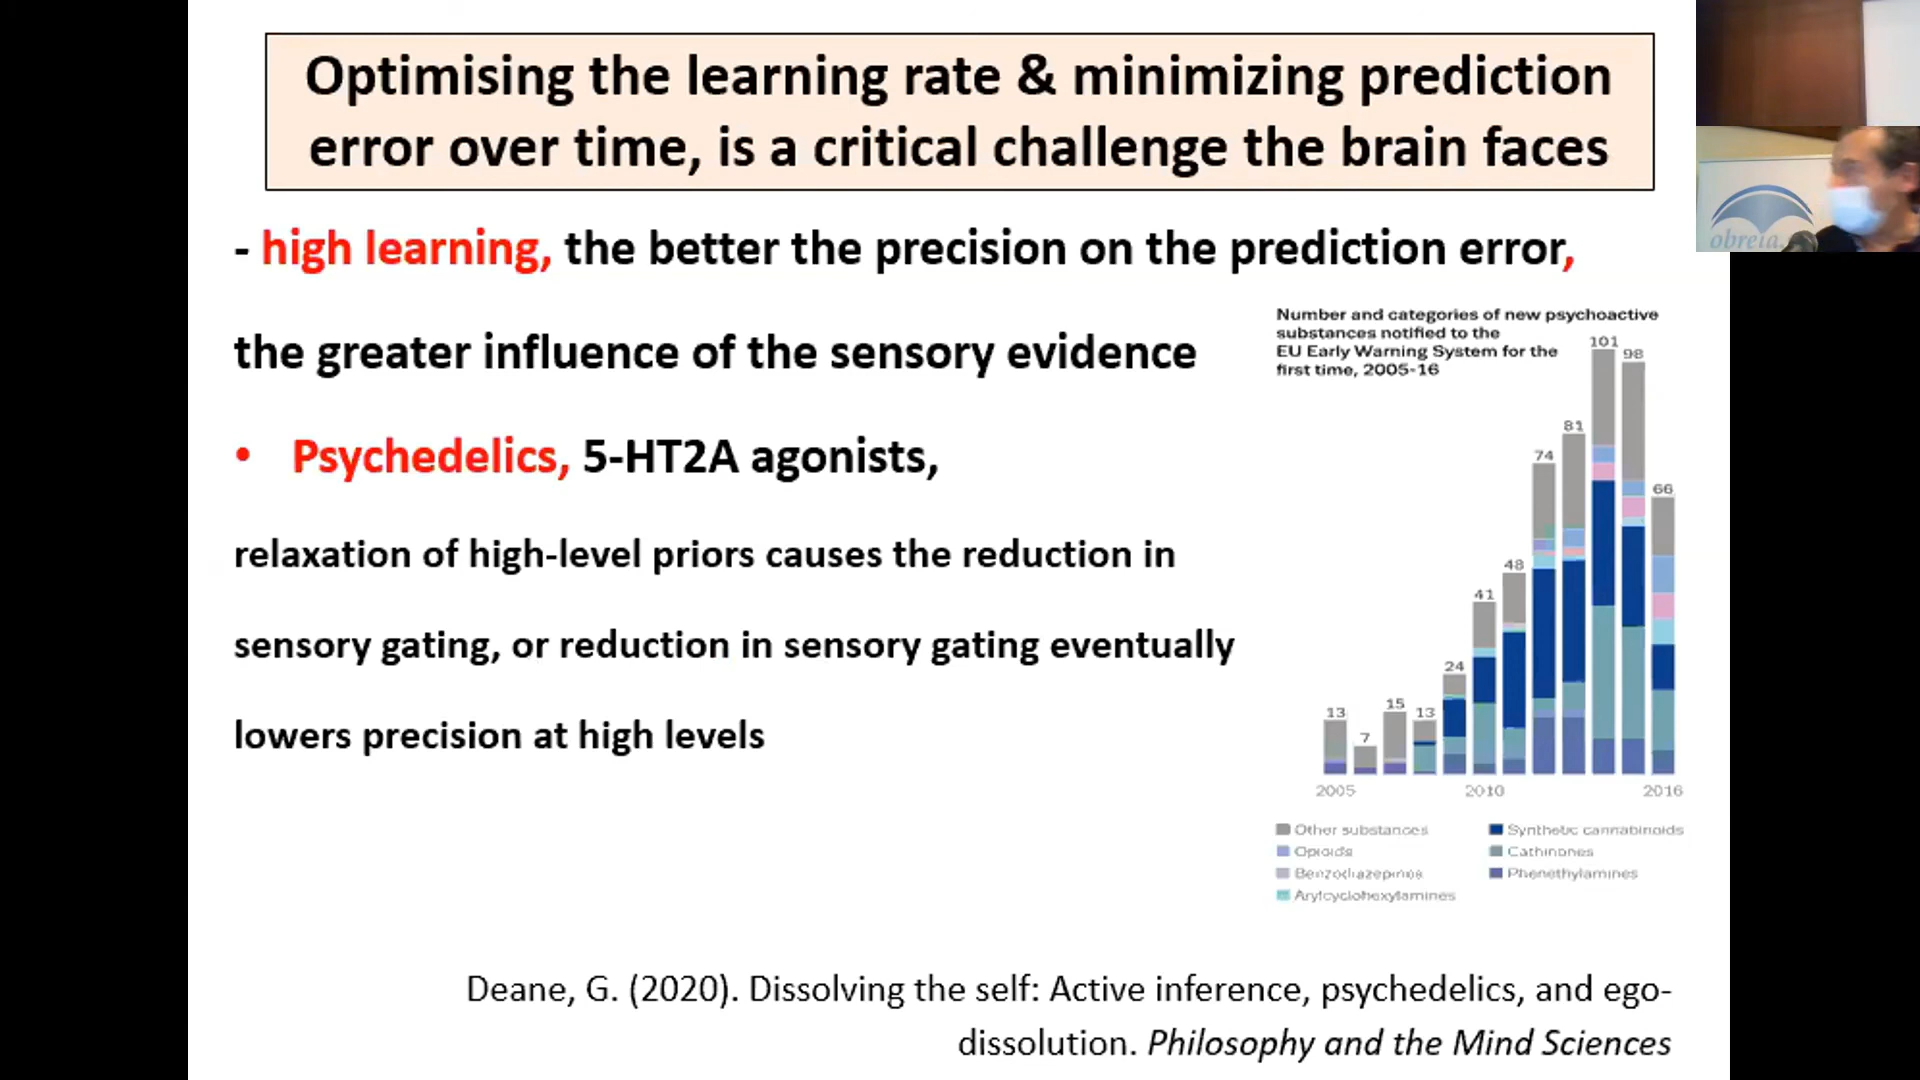 Optimising the learning rate & minimizing prediction
error over time, is a critical challenge the brain faces
- high learning, the better the precision on the prediction error,
the greater influence of the sensory evidence
• Psychedelics, 5-HT2A agonists,
relaxation of high-level priors causes the reduction in
sensory gating, or reduction in sensory gating eventually
lowers precision at high levels
Number and categories of new psychoactive
substances notified to the
EU Early Warning System for the
first time, 2005-16
13
7
15
13
24
41
48
74
81
101
98
66
2005
2010
2016
Other substances
Opioids
Benzodiazepines
Arylcyclohexylamines
Synthetic cannabinoids
Cathinones
Phenethylamines
Deane, G. (2020). Dissolving the self: Active inference, psychedelics, and ego-
dissolution. Philosophy and the Mind Sciences
obreia.